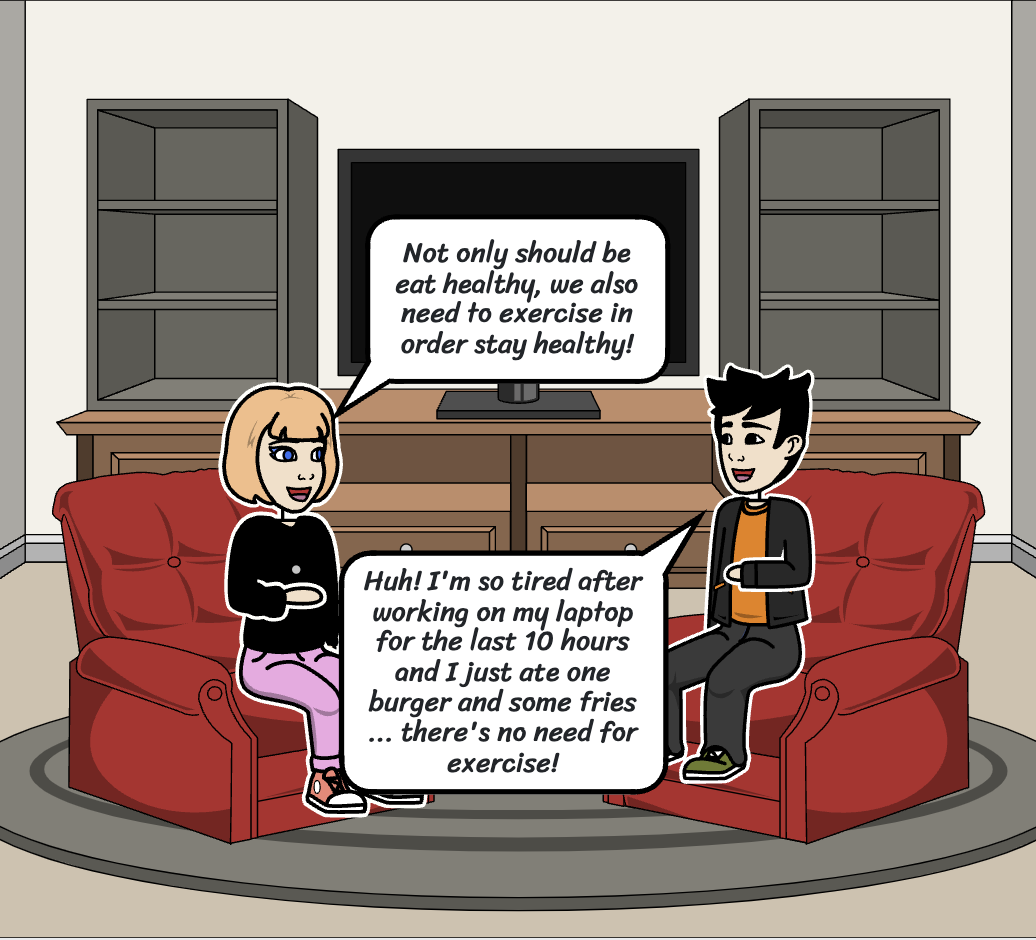 Not only should be
eat healthy, we also
need to exercise in
order stay healthy!
Huh! I'm so tired after
working on my laptop
for the last 10 hours
and I just ate one
burger and some fries
... there's no need for
exercise!